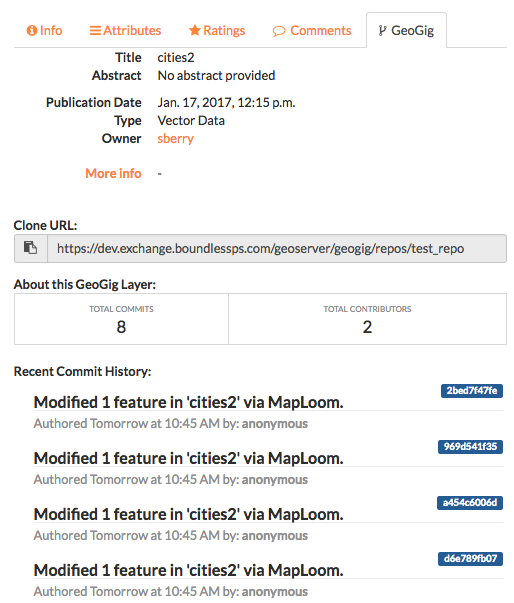 Info Attributes Ratings Comments GeoGig
Title cities2
Abstract No abstract provided
Publication Date Jan. 17, 2017, 12:15 p.m.
Type Vector Data
Owner sberry
More info -
Clone URL:
https://dev.exchange.boundlessps.com/geoserver/geogig/repos/test_repo
About this GeoGig Layer:
TOTAL COMMITS TOTAL CONTRIBUTORS
8 2
Recent Commit History:
2bed7f47fe
Modified 1 feature in 'cities2' via MapLoom.
Authored Tomorrow at 10:45 AM by: anonymous
969d541f35
Modified 1 feature in 'cities2' via MapLoom.
Authored Tomorrow at 10:45 AM by: anonymous
a454c6006d
Modified 1 feature in 'cities2' via MapLoom.
Authored Tomorrow at 10:45 AM by: anonymous
d6e789fb07
Modified 1 feature in 'cities2' via MapLoom.
Authored Tomorrow at 10:45 AM by: anonymous